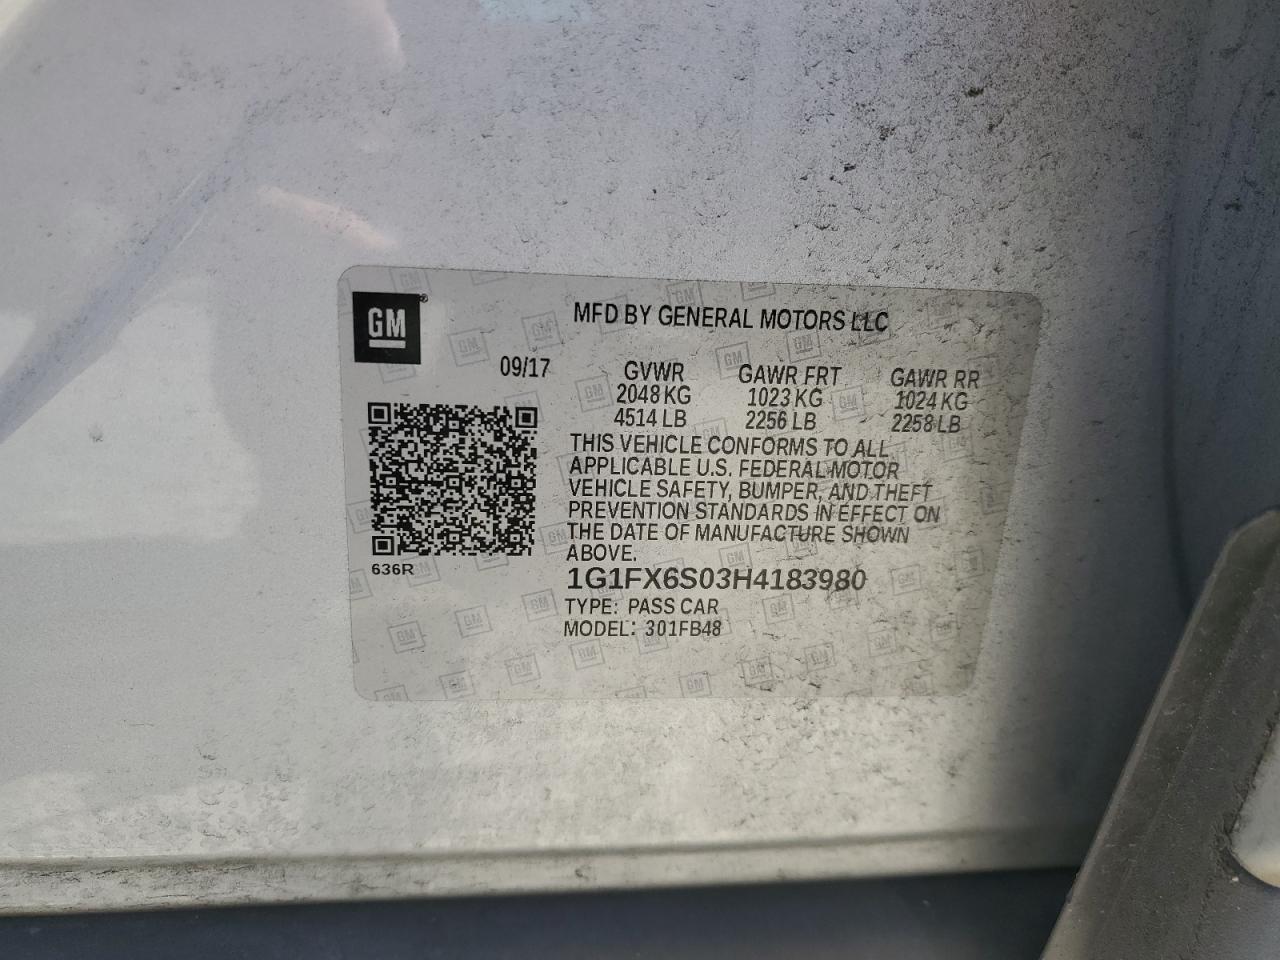 GM
MFD BY GENERAL MOTORS LLC
09/17
GVWR GAWR FRT GAWR RR
2048 KG 1023 KG 1024 KG
4514 LB 2256 LB 2258 LB
THIS VEHICLE CONFORMS TO ALL
APPLICABLE U.S. FEDERAL MOTOR
VEHICLE SAFETY, BUMPER, AND THEFT
PREVENTION STANDARDS IN EFFECT ON
THE DATE OF MANUFACTURE SHOWN
ABOVE.
636R
1G1FX6S03H4183980
TYPE: PASS CAR
MODEL: 301FB48